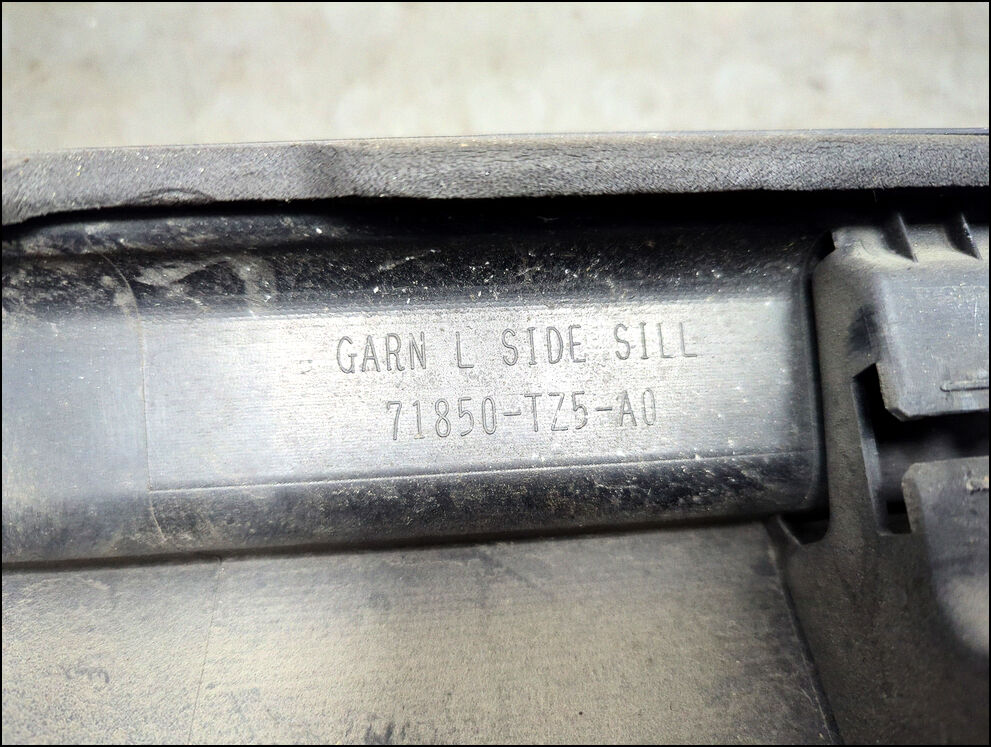 GARN L SIDE SILL
71850-TZ5-A0